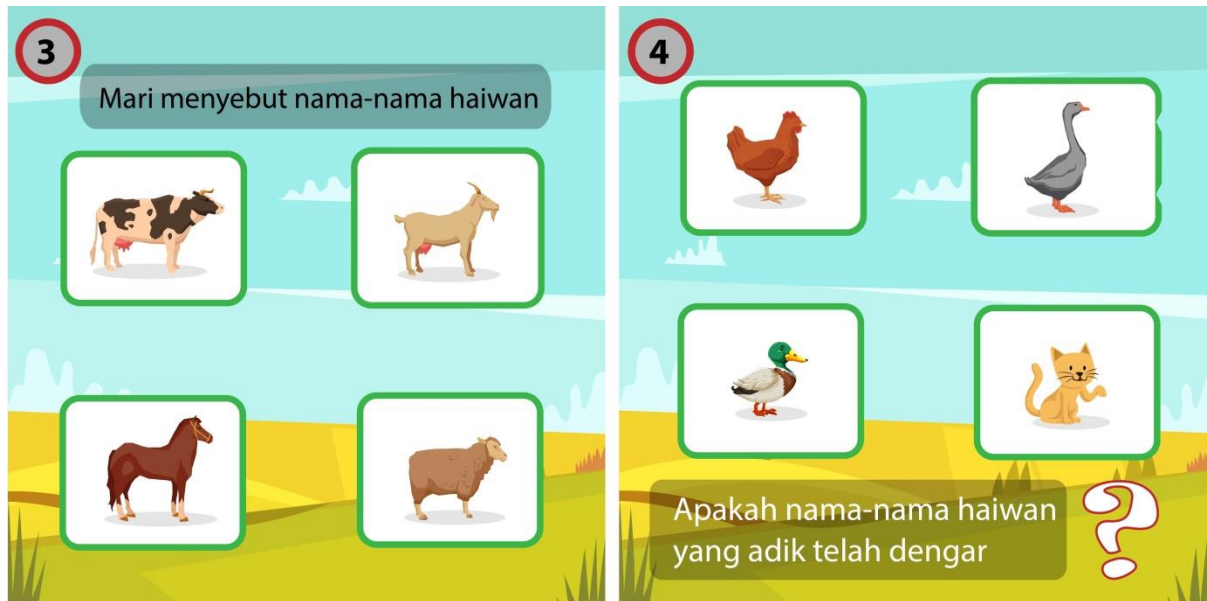 3
Mari menyebut nama-nama haiwan
4
Apakah nama-nama haiwan
yang adik telah dengar
?